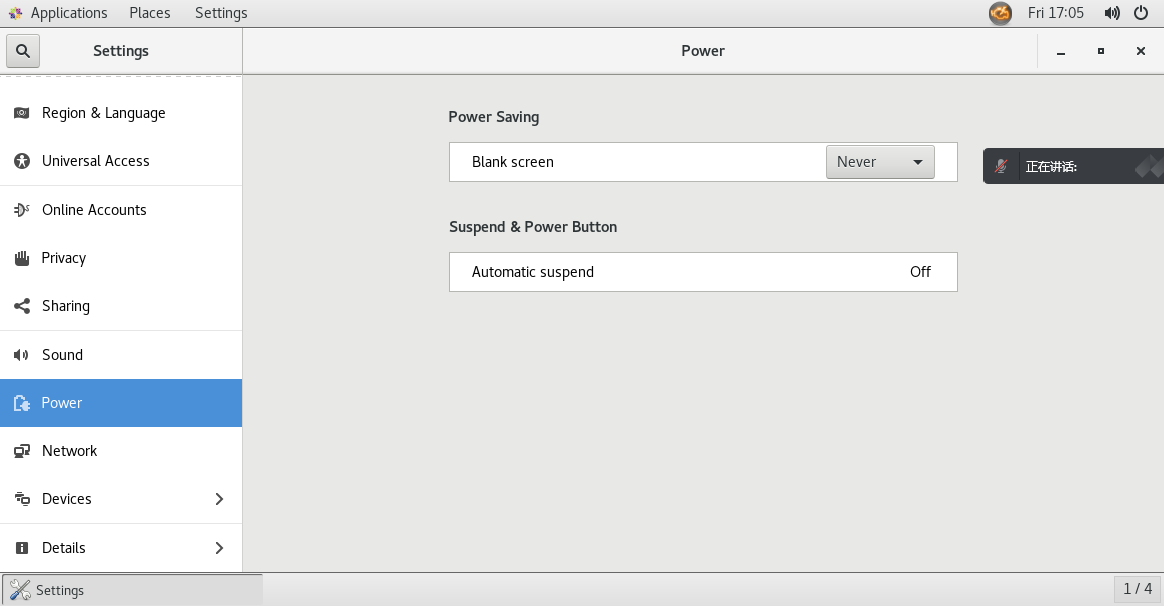 Applications Places Settings Fri 17:05
Settings
Power
Region & Language
Universal Access
Online Accounts
Privacy
Sharing
Sound
Power
Network
Devices
Details
Power Saving
Blank screen Never
正在讲话:
Suspend & Power Button
Automatic suspend Off
Settings 1 / 4